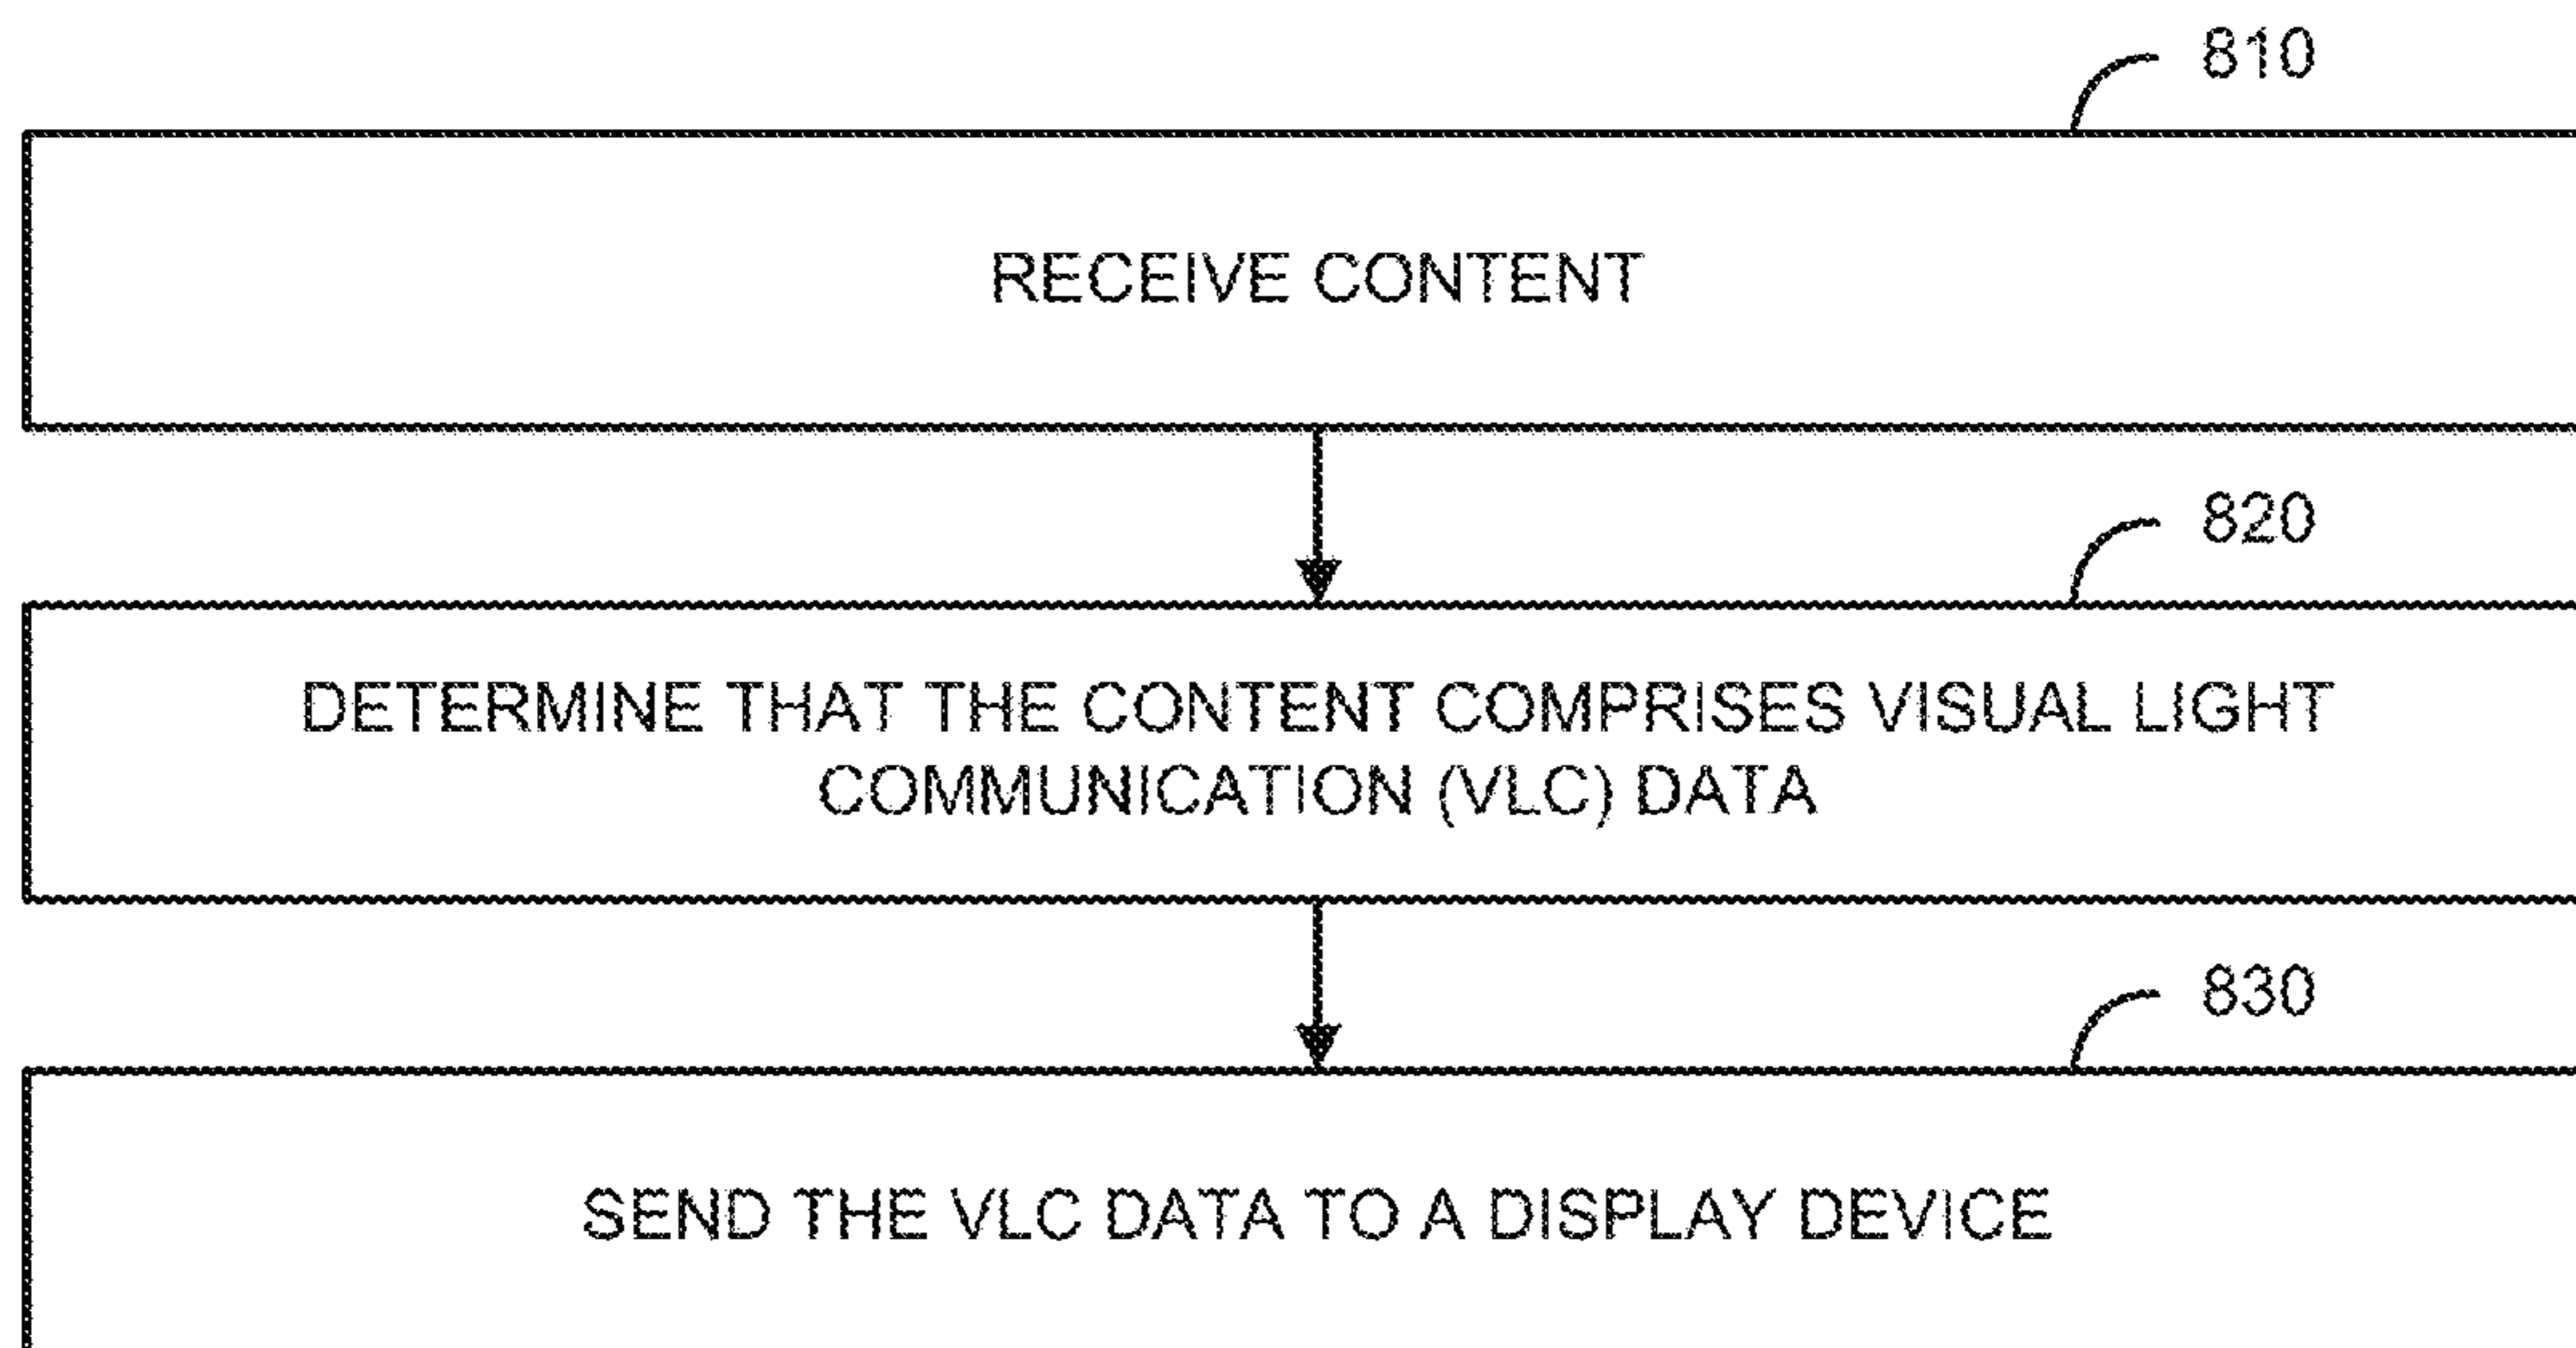 810
RECEIVE CONTENT
820
DETERMINE THAT THE CONTENT COMPRISES VISUAL LIGHT
COMMUNICATION (VLC) DATA
830
SEND THE VLC DATA TO A DISPLAY DEVICE